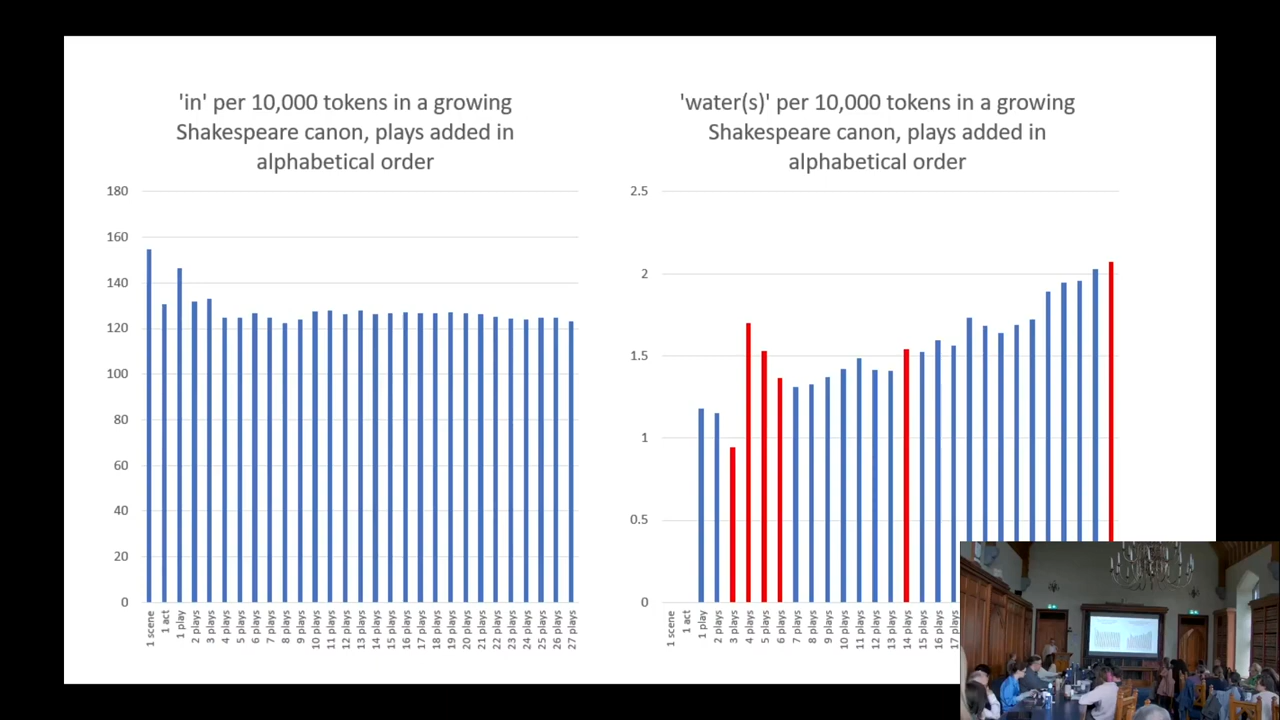 'in' per 10,000 tokens in a growing
Shakespeare canon, plays added in
alphabetical order
180
160
140
120
100
80
60
40
20
0
1 scene
1 act
1 play
2 plays
3 plays
4 plays
5 plays
6 plays
7 plays
8 plays
9 plays
10 plays
11 plays
12 plays
13 plays
14 plays
15 plays
16 plays
17 plays
18 plays
19 plays
20 plays
21 plays
22 plays
23 plays
24 plays
25 plays
26 plays
27 plays
'water(s)' per 10,000 tokens in a growing
Shakespeare canon, plays added in
alphabetical order
2.5
2
1.5
1
0.5
0
1 scene
1 act
1 play
2 plays
3 plays
4 plays
5 plays
6 plays
7 plays
8 plays
9 plays
10 plays
11 plays
12 plays
13 plays
14 plays
15 plays
16 plays
17 plays